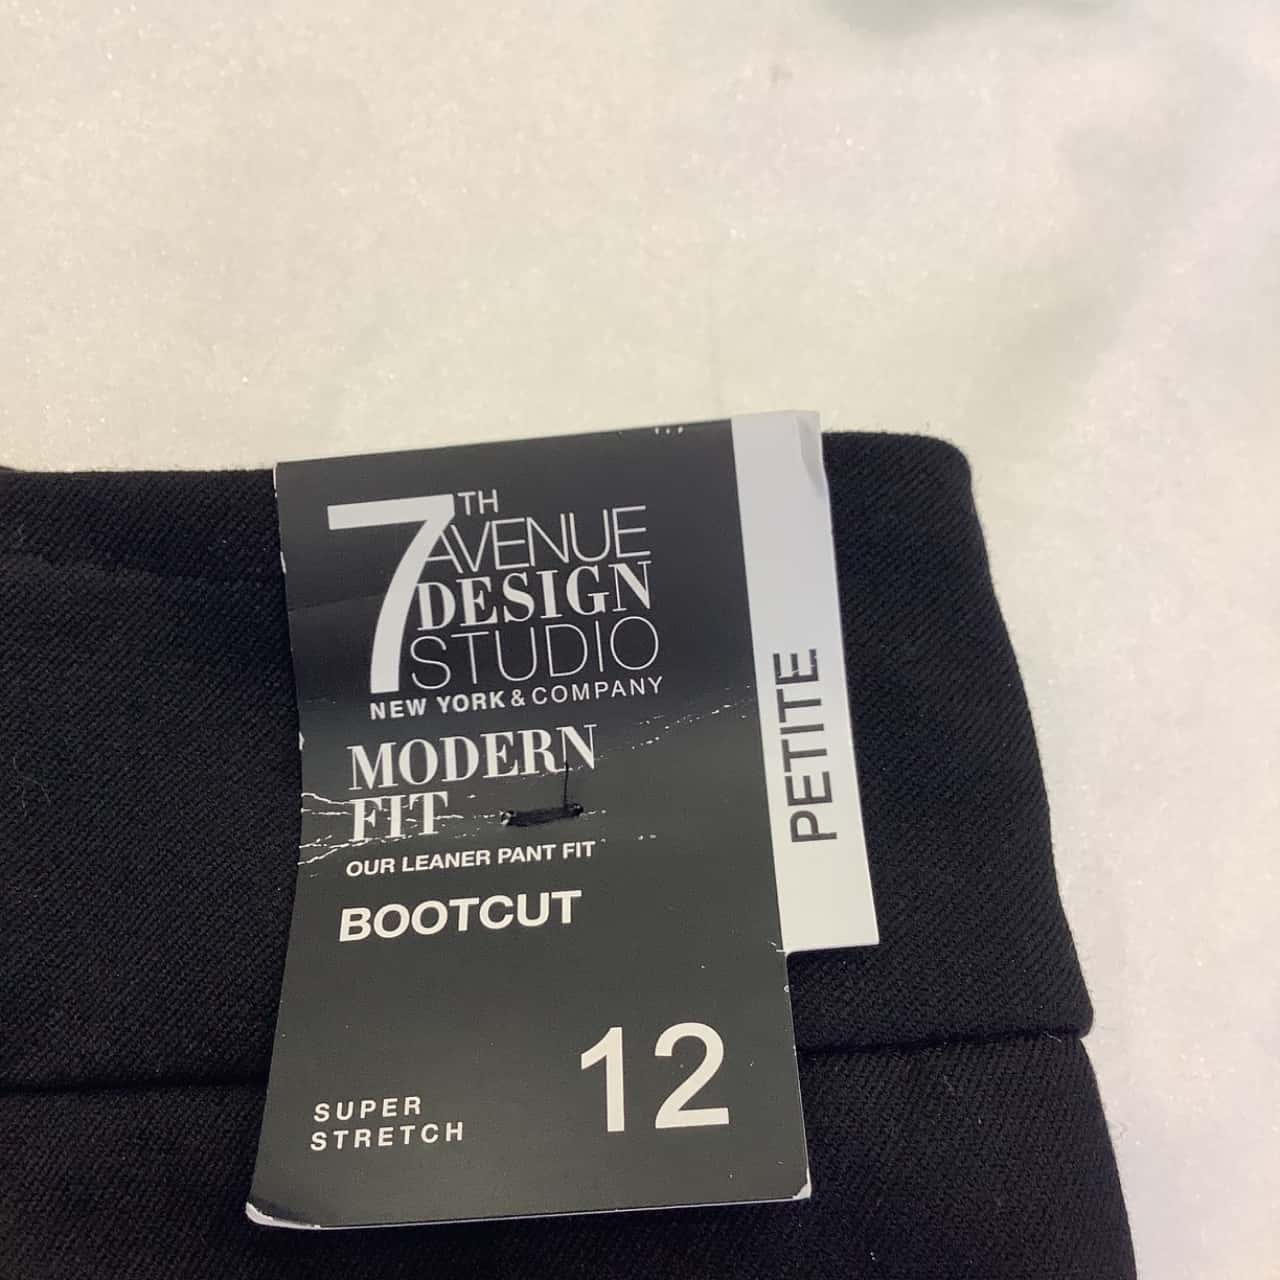 7TH
AVENUE
DESIGN
STUDIO
NEW YORK & COMPANY
MODERN
FIT
OUR LEANER PANT FIT
BOOTCUT
12
SUPER
STRETCH
PETITE